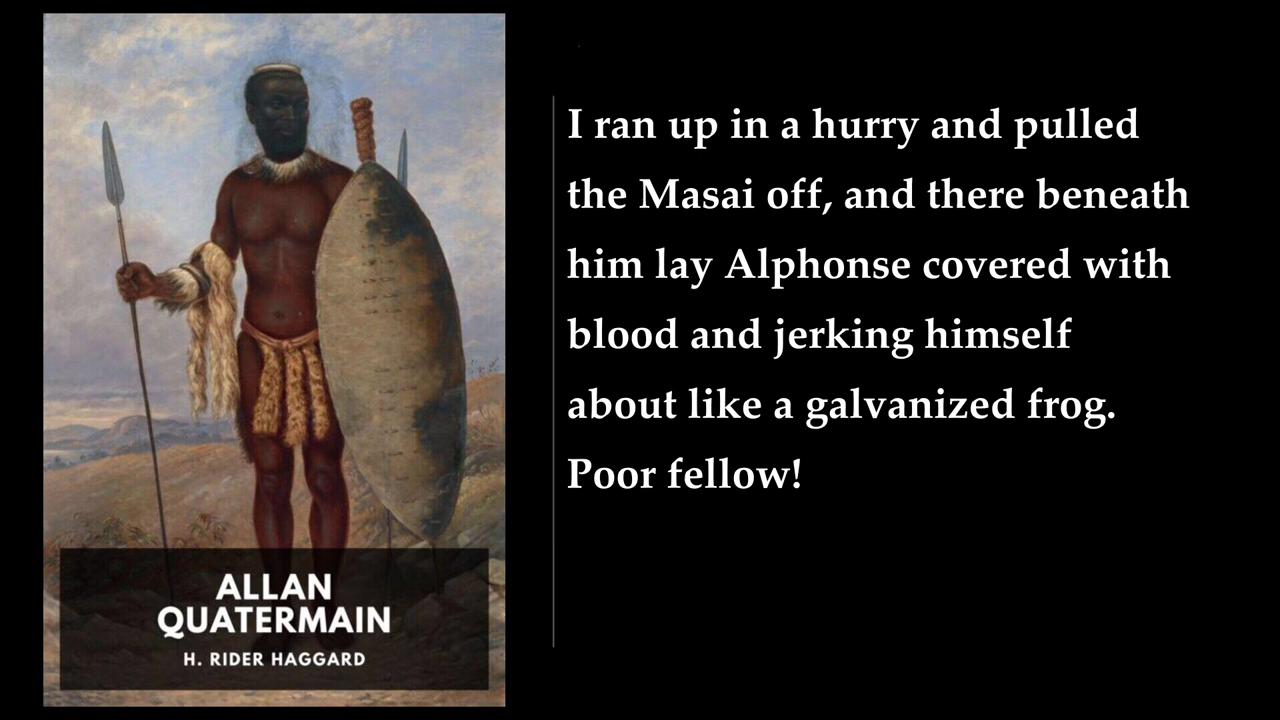 ALLAN
QUATERMAIN
H. RIDER HAGGARD
I ran up in a hurry and pulled
the Masai off, and there beneath
him lay Alphonse covered with
blood and jerking himself
about like a galvanized frog.
Poor fellow!